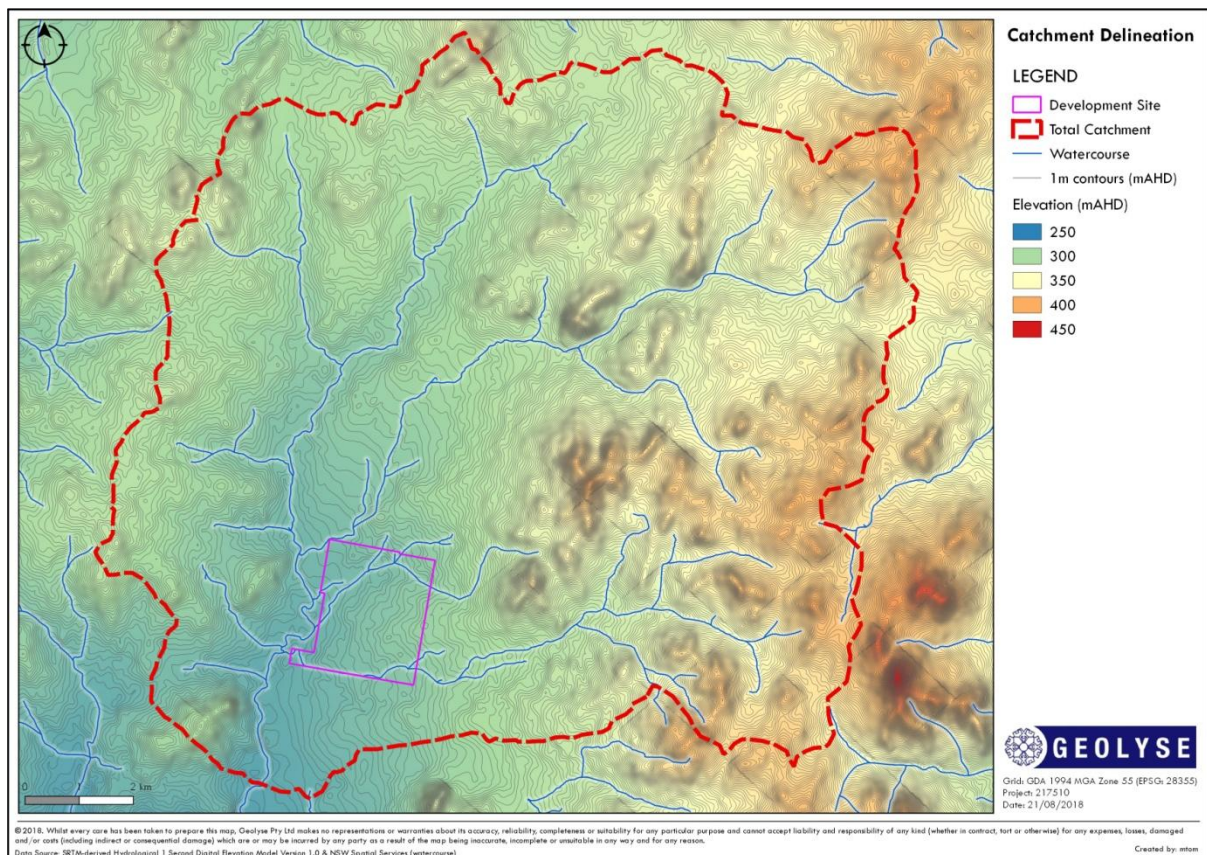 Catchment Delineation
LEGEND
Development Site
Total Catchment
Watercourse
1m contours (mAHD)
Elevation (mAHD)
250
300
350
400
450
0 1 2 km
GEOLYSE
Grid: GDA 1994 MGA Zone 55 (EPSG: 28355)
Project: 217510
Date: 21/08/2018
©2018. Whilst every care has been taken to prepare this map, Geolyse Pty Ltd makes no representations or warranties about its accuracy, reliability, completeness or suitability for any particular purpose and cannot accept liability and responsibility of any kind (whether in contract, tort or otherwise) for any expenses, losses, damaged
and/or costs (including indirect or consequential damage) which are or may be incurred by any party as a result of the map being inaccurate, incomplete or unsuitable in any way and for any reason.
Data Source: SRTM-derived Hydrological 1 Second Digital Elevation Model Version 1.0 & NSW Spatial Services (watercourse)
Created by: mtom